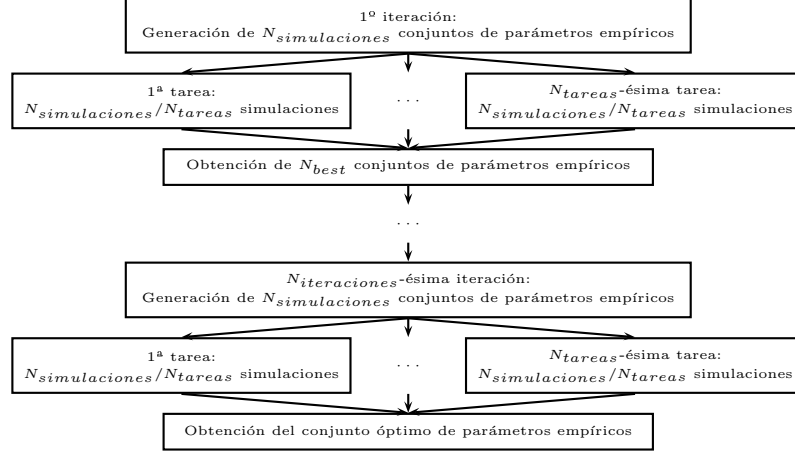 1º iteración:
Generación de N_simulaciones conjuntos de parámetros empíricos
1ª tarea:
N_simulaciones/N_tareas simulaciones
...
N_tareas-ésima tarea:
N_simulaciones/N_tareas simulaciones
Obtención de N_best conjuntos de parámetros empíricos
...
N_iteraciones-ésima iteración:
Generación de N_simulaciones conjuntos de parámetros empíricos
1ª tarea:
N_simulaciones/N_tareas simulaciones
...
N_tareas-ésima tarea:
N_simulaciones/N_tareas simulaciones
Obtención del conjunto óptimo de parámetros empíricos